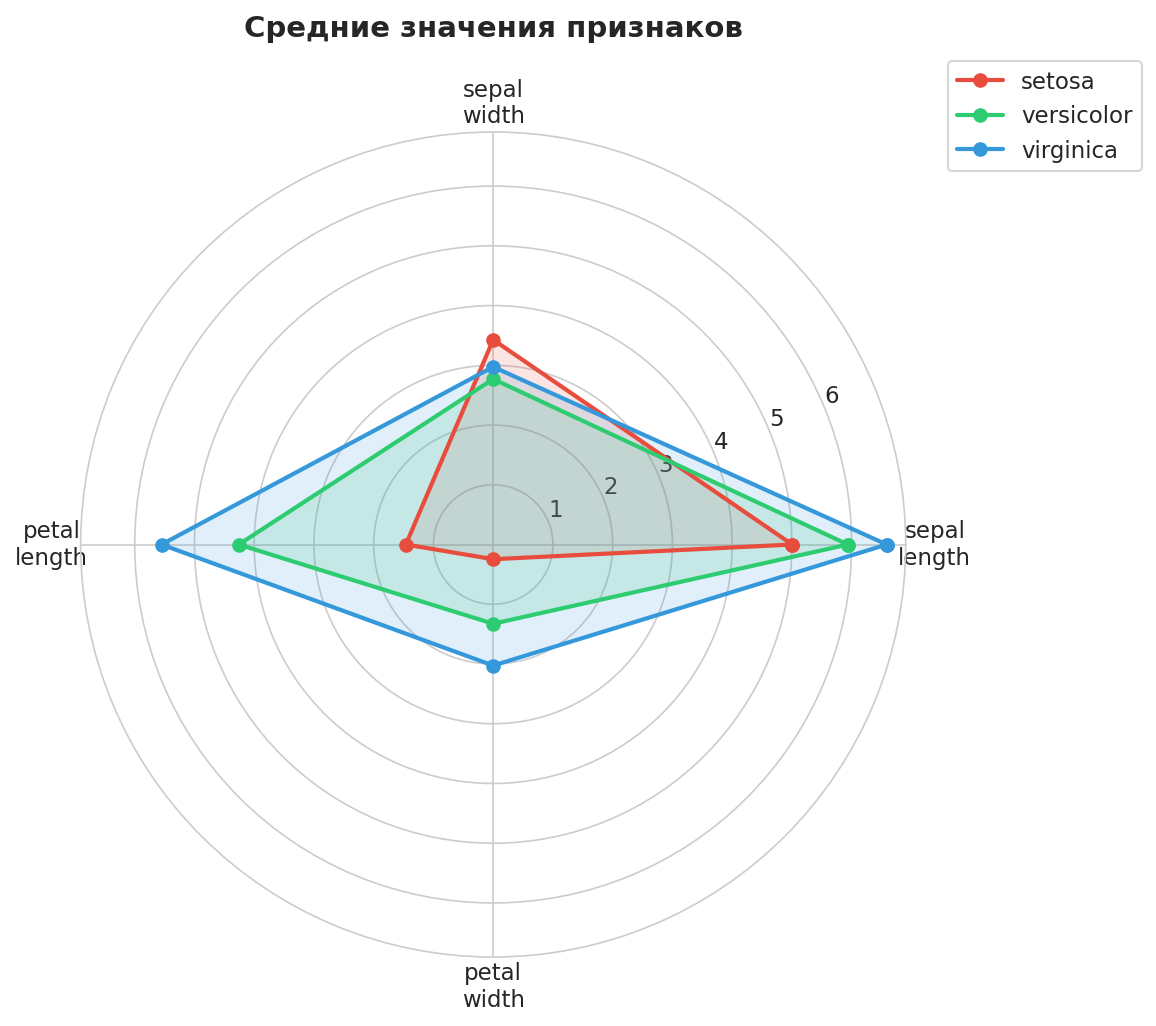 Средние значения признаков
setosa
versicolor
virginica
sepal
width
6
5
4
3
2
1
petal
length
sepal
length
petal
width